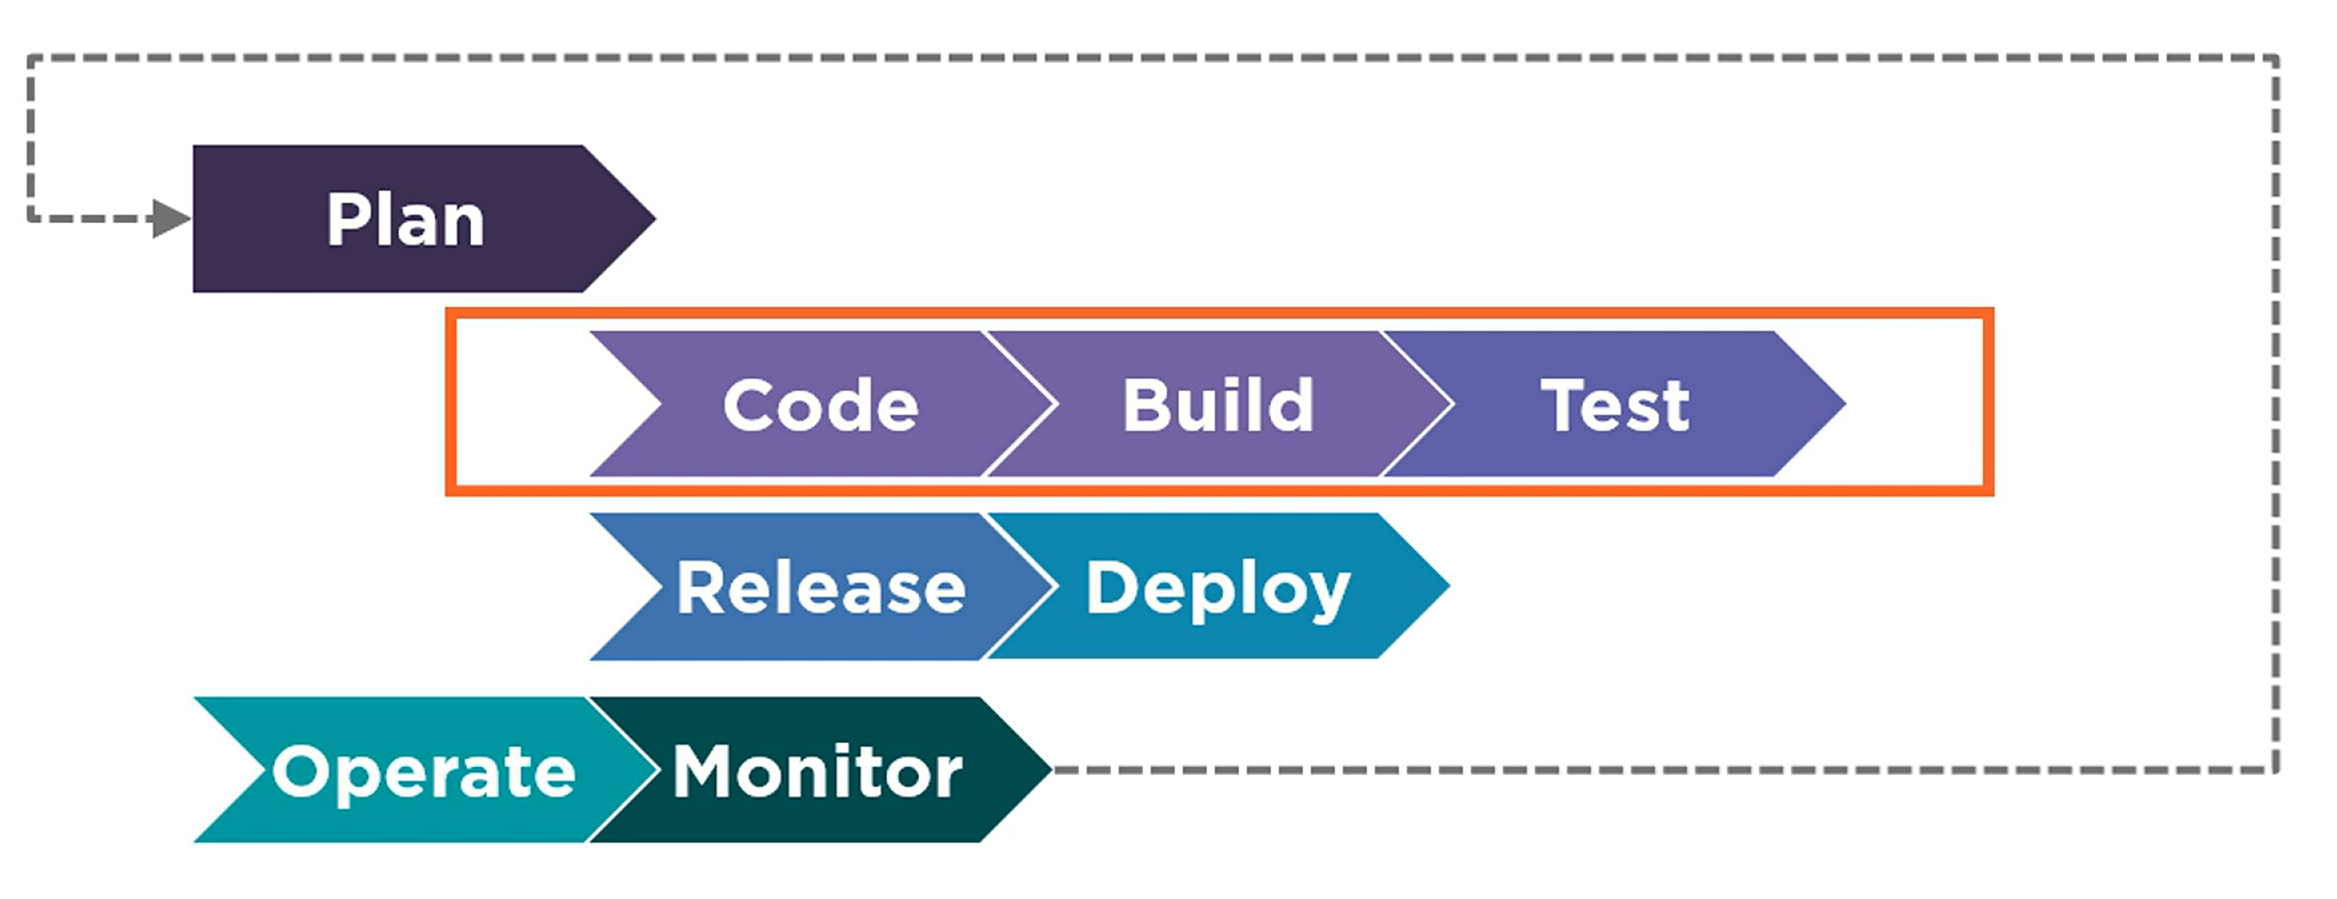 Plan
Code Build Test
Release Deploy
Operate Monitor